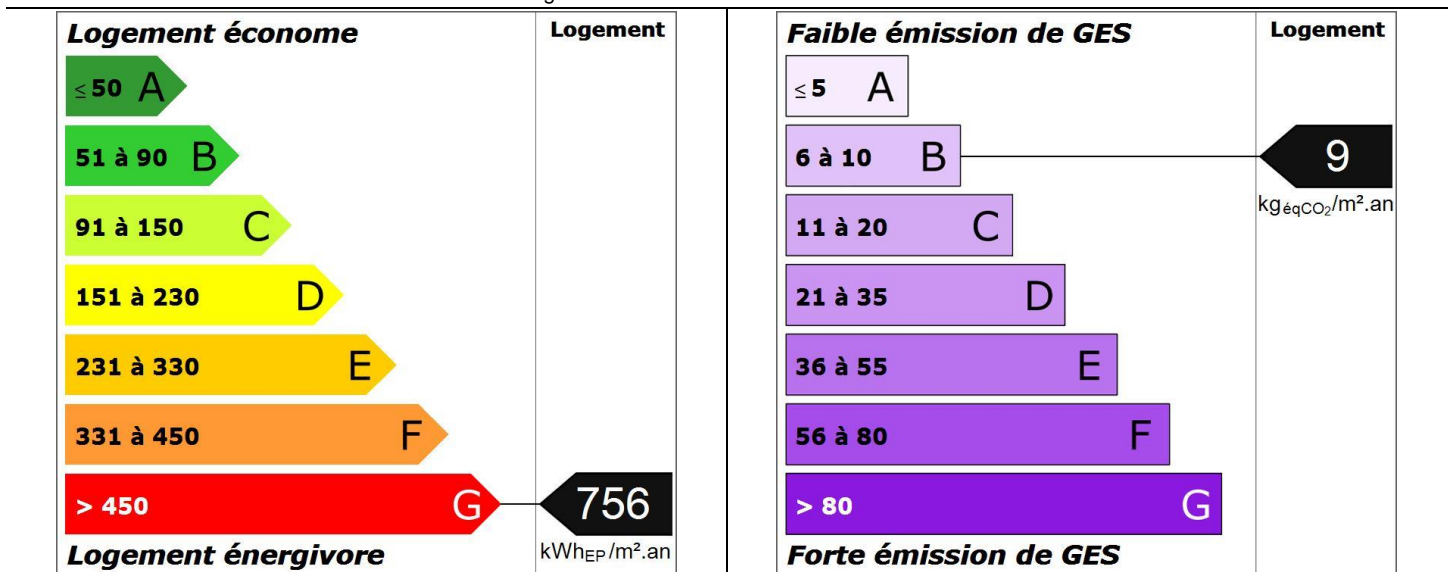 Logement économe
Logement
≤ 50 A
51 à 90 B
91 à 150 C
151 à 230 D
231 à 330 E
331 à 450 F
> 450 G
756
kWhEP/m².an
Logement énergivore
Faible émission de GES
Logement
≤ 5 A
6 à 10 B
9
kgéqCO2/m².an
11 à 20 C
21 à 35 D
36 à 55 E
56 à 80 F
> 80 G
Forte émission de GES